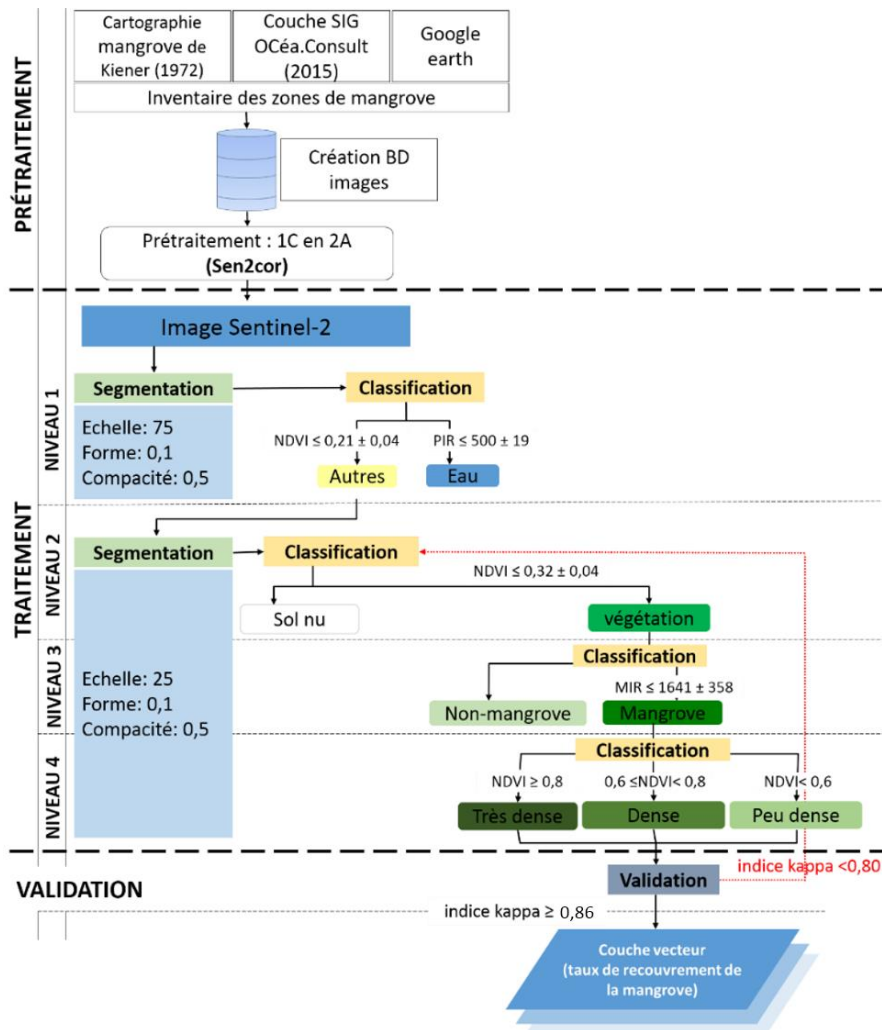 PRÉTRAITEMENT
Cartographie
mangrove de
Kiener (1972)
Couche SIG
OCéa.Consult
(2015)
Google
earth
Inventaire des zones de mangrove
Création BD
images
Prétraitement : 1C en 2A
(Sen2cor)
TRAITEMENT
NIVEAU 1
Image Sentinel-2
Segmentation
Classification
Echelle: 75
Forme: 0,1
Compacité: 0,5
NDVI ≤ 0,21 ± 0,04
PIR ≤ 500 ± 19
Autres
Eau
NIVEAU 2
Segmentation
Classification
NDVI ≤ 0,32 ± 0,04
Sol nu
végétation
NIVEAU 3
Echelle: 25
Forme: 0,1
Compacité: 0,5
Classification
MIR ≤ 1641 ± 358
Non-mangrove
Mangrove
NIVEAU 4
Classification
NDVI ≥ 0,8
0,6 ≤NDVI< 0,8
NDVI< 0,6
Très dense
Dense
Peu dense
VALIDATION
Validation
indice kappa <0,80
indice kappa ≥ 0,86
Couche vecteur
(taux de recouvrement de
la mangrove)